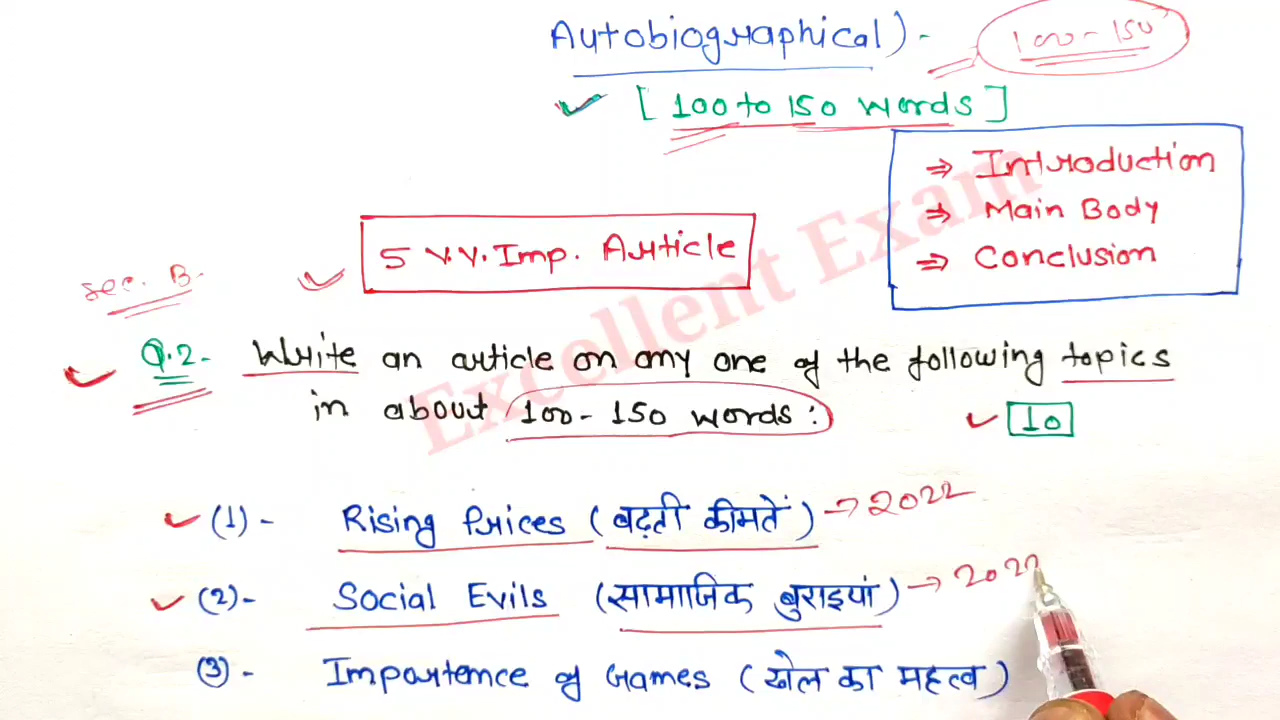 Autobiographical) - 100-150
[100 to 150 words]
⇒ Introduction
⇒ Main Body
⇒ Conclusion
5 V.V. Imp. Article
Sec. B.
Q.2- Write an article on any one of the following topics
in about 100-150 words: 10
(1)- Rising Prices (बढ़ती कीमतें) → 2022
(2)- Social Evils (सामाजिक बुराइयां) →
(3)- Importence of Games (खेल का महत्व)
Excellent Exam